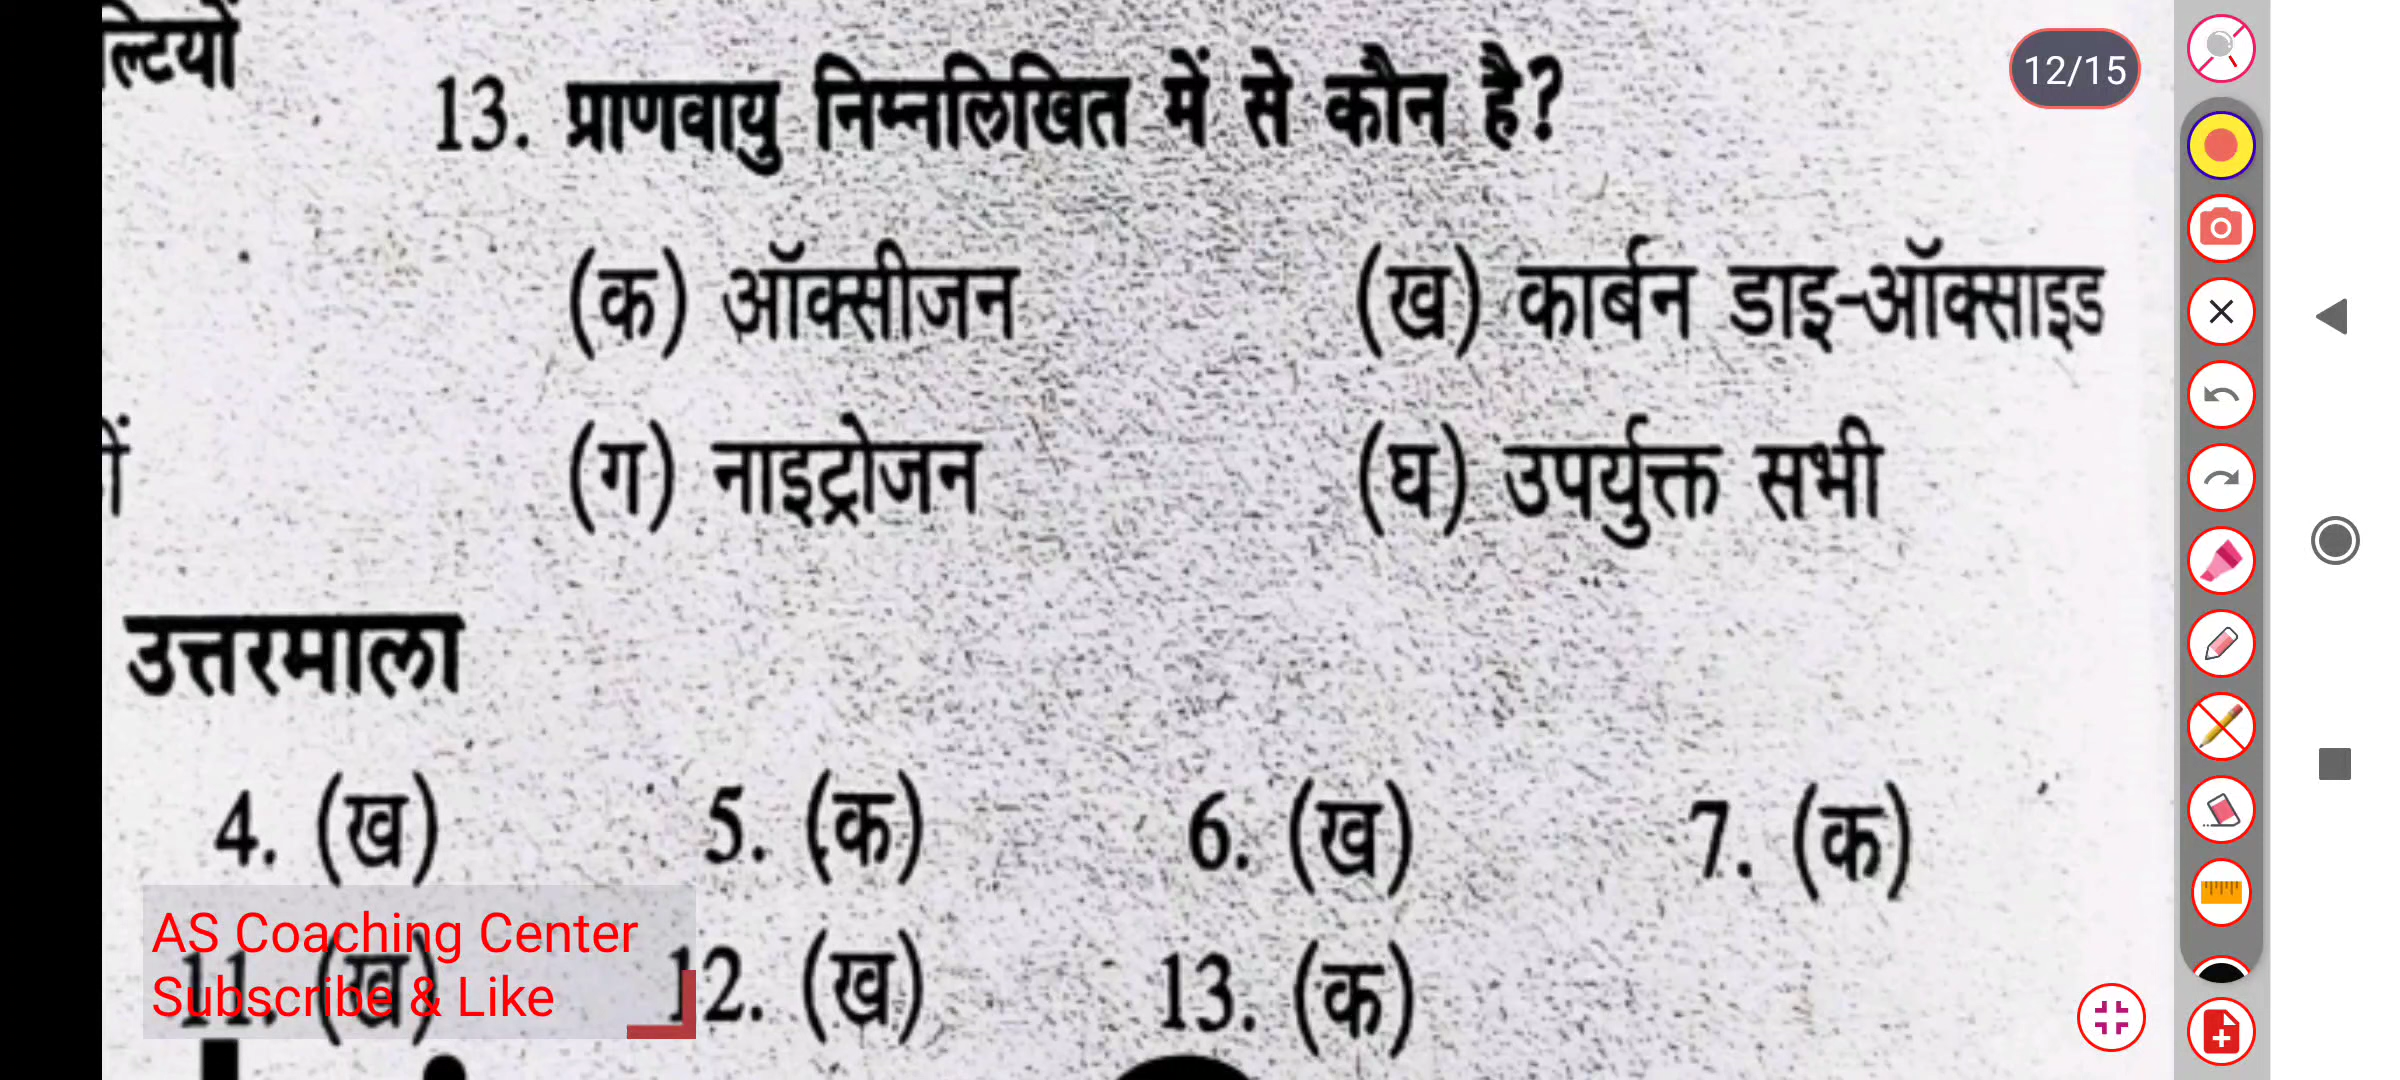 ल्टियों
13. प्राणवायु निम्नलिखित में से कौन है?
12/15
(क) ऑक्सीजन (ख) कार्बन डाइ-ऑक्साइड
(ग) नाइट्रोजन (घ) उपर्युक्त सभी
उत्तरमाला
4. (ख) 5. (क) 6. (ख) 7. (क)
AS Coaching Center
11. (ख) 12. (ख) 13. (क)
Subscribe & Like